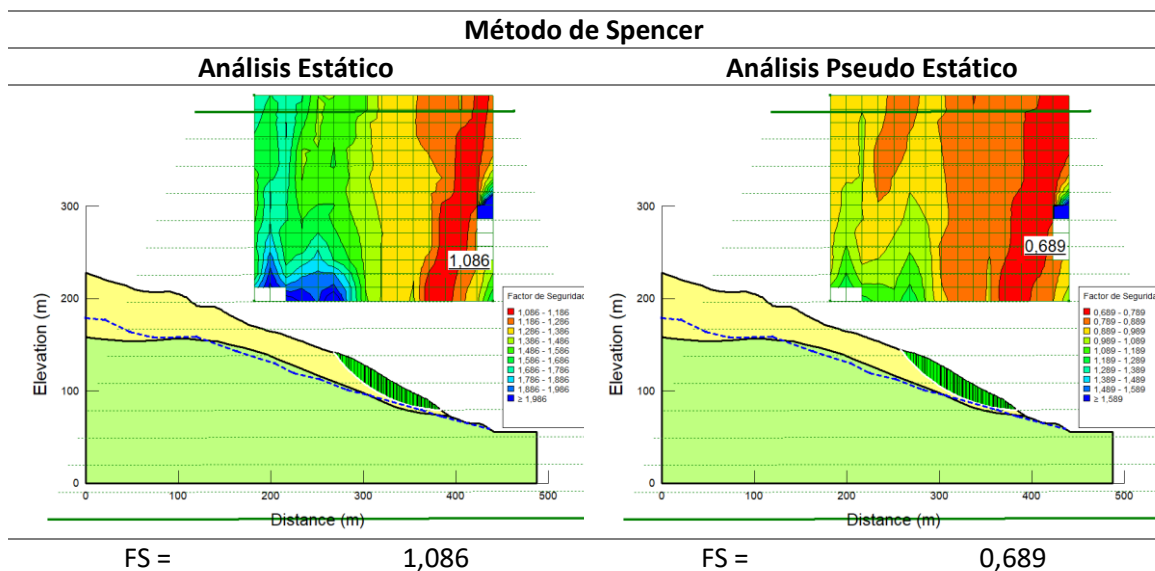 Método de Spencer
Análisis Estático
Análisis Pseudo Estático
1,086
Factor de Seguridad
1,086 - 1,186
1,186 - 1,286
1,286 - 1,386
1,386 - 1,486
1,486 - 1,586
1,586 - 1,686
1,686 - 1,786
1,786 - 1,886
1,886 - 1,986
≥ 1,986
300
200
100
0
Elevation (m)
0 100 200 300 400 500
Distance (m)
0,689
Factor de Segurida
0,689 - 0,789
0,789 - 0,889
0,889 - 0,989
0,989 - 1,089
1,089 - 1,189
1,189 - 1,289
1,289 - 1,389
1,389 - 1,489
1,489 - 1,589
≥ 1,589
300
200
100
0
Elevation (m)
0 100 200 300 400 500
Distance (m)
FS = 1,086
FS = 0,689